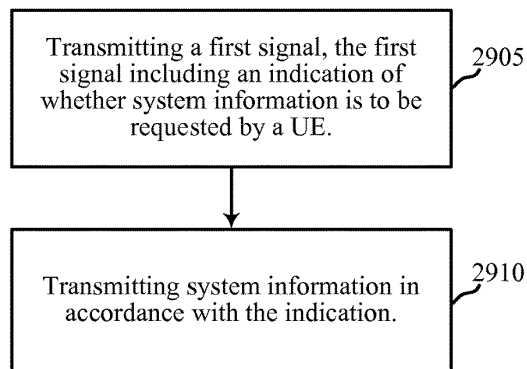 Transmitting a first signal, the first
signal including an indication of
whether system information is to be
requested by a UE.
2905
Transmitting system information in
accordance with the indication.
2910